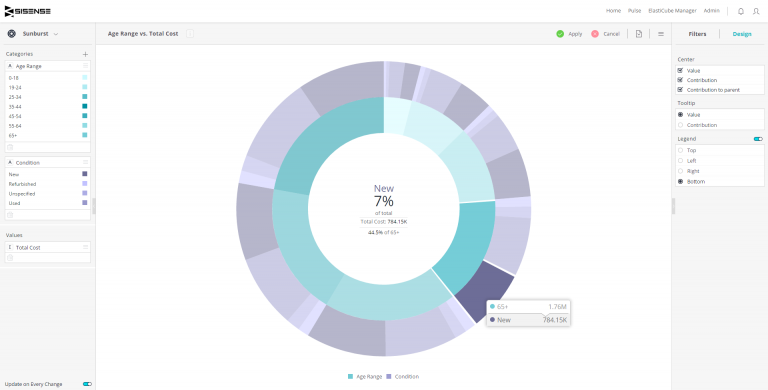 SISENSE
Home Pulse ElastiCube Manager Admin
Sunburst
Age Range vs. Total Cost
Apply Cancel
Filters Design
Categories +
A Age Range
0-18
19-24
25-34
35-44
45-54
55-64
65+
A Condition
New
Refurbished
Unspecified
Used
Values
Total Cost
Update on Every Change
New
7%
of total
Total Cost: 784.15K
44.5% of 65+
65+ 1.76M
New 784.15K
Age Range Condition
Center
Value
Contribution
Contribution to parent
Tooltip
Value
Contribution
Legend
Top
Left
Right
Bottom